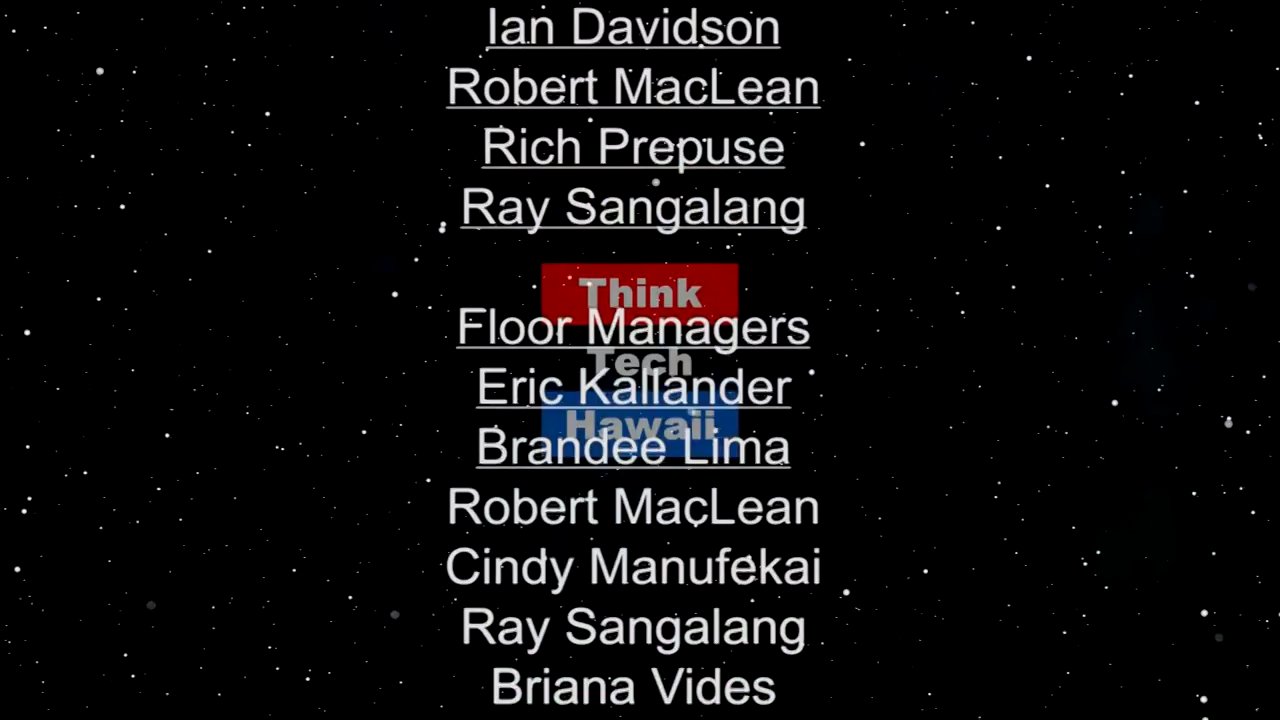 Ian Davidson
Robert MacLean
Rich Prepuse
Ray Sangalang
Think
Floor Managers
Tech
Eric Kallander
Hawaii
Brandee Lima
Robert MacLean
Cindy Manufekai
Ray Sangalang
Briana Vides